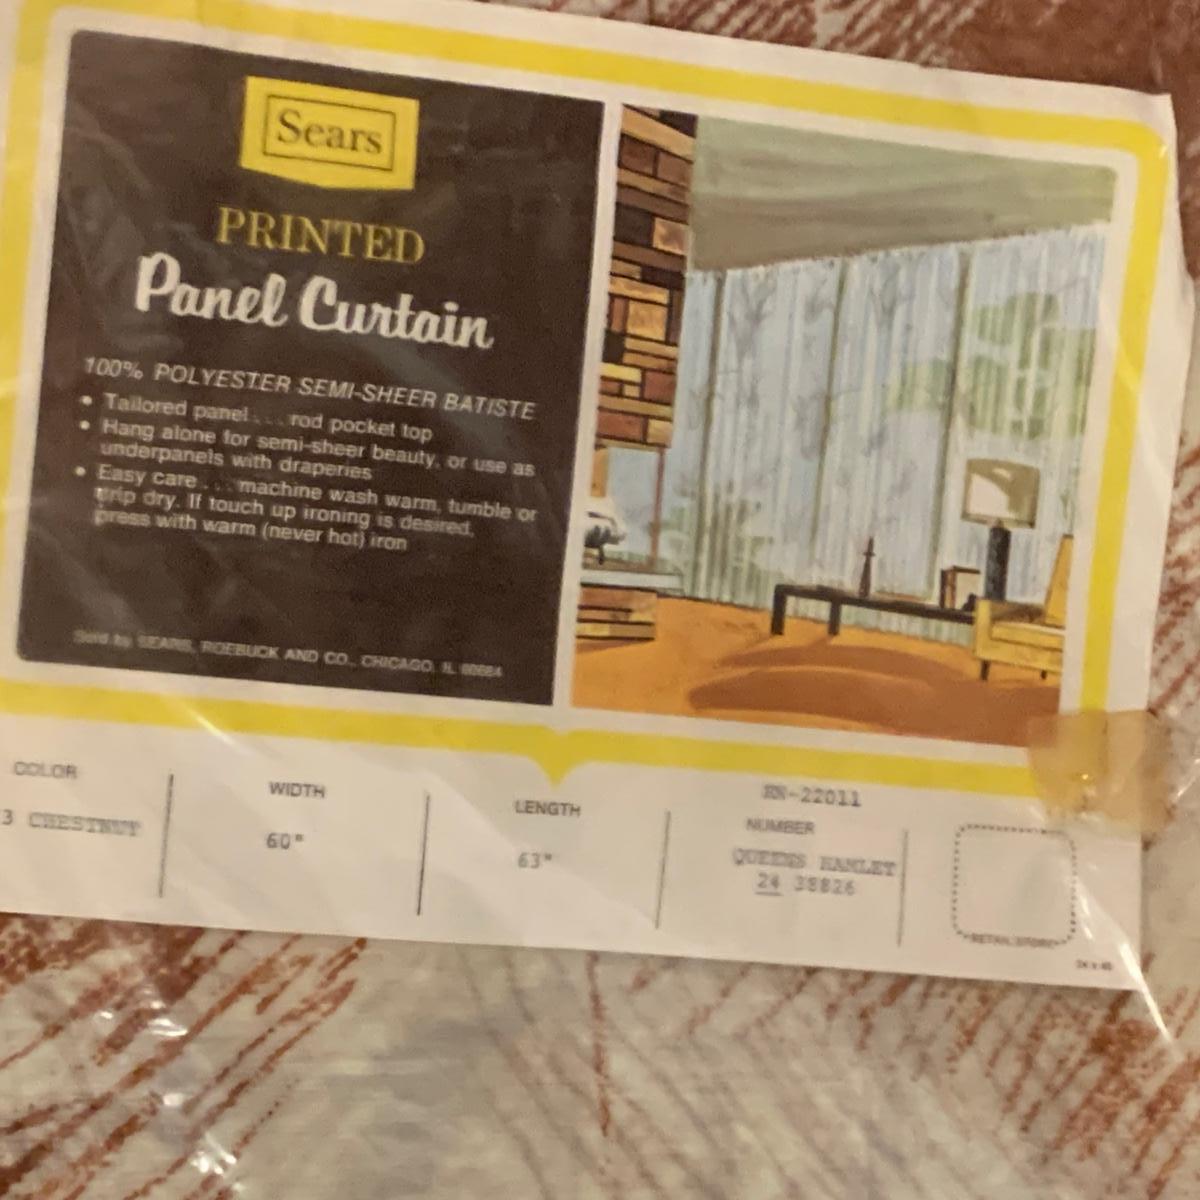 Sears
PRINTED
Panel Curtain
100% POLYESTER SEMI-SHEER BATISTE
• Tailored panel . . . rod pocket top
• Hang alone for semi-sheer beauty, or use as
underpanels with draperies
• Easy care . . . machine wash warm, tumble or
drip dry. If touch up ironing is desired,
press with warm (never hot) iron
Sold by SEARS, ROEBUCK AND CO., CHICAGO, IL 60684
COLOR
3 CHESTNUT
WIDTH
60"
LENGTH
63"
RN-22011
NUMBER
QUEENS HAMLET
24 38826
RETAIL STORE